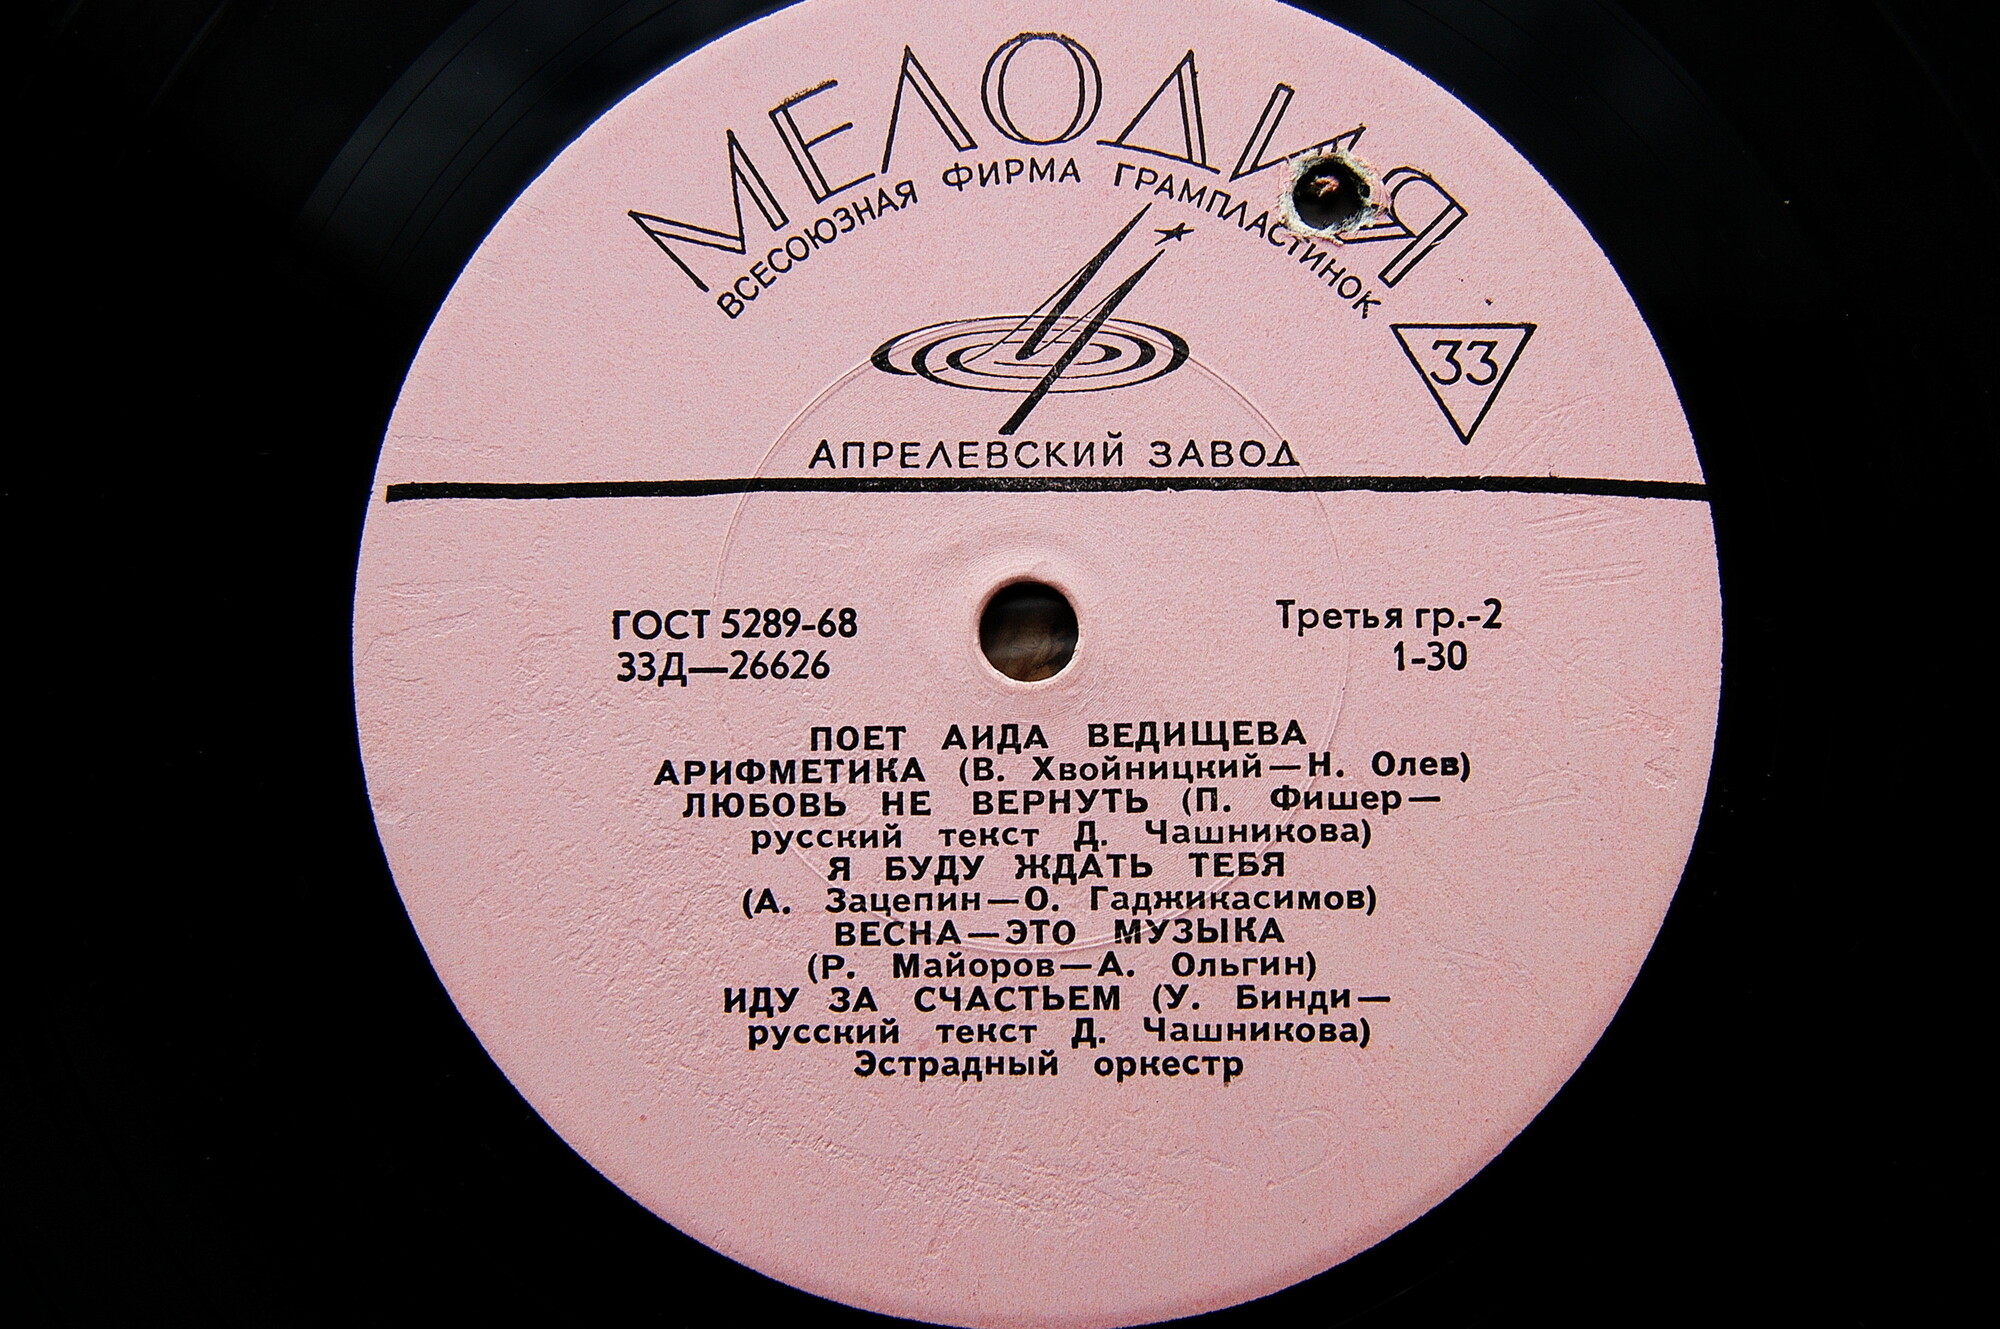 МЕЛОДИЯ
ВСЕСОЮЗНАЯ ФИРМА ГРАМПЛАСТИНОК
33
АПРЕЛЕВСКИЙ ЗАВОД
ГОСТ 5289-68
33Д—26626
Третья гр.-2
1-30
ПОЕТ АИДА ВЕДИЩЕВА
АРИФМЕТИКА (В. Хвойницкий—Н. Олев)
ЛЮБОВЬ НЕ ВЕРНУТЬ (П. Фишер—
русский текст Д. Чашникова)
Я БУДУ ЖДАТЬ ТЕБЯ
(А. Зацепин—О. Гаджикасимов)
ВЕСНА—ЭТО МУЗЫКА
(Р. Майоров—А. Ольгин)
ИДУ ЗА СЧАСТЬЕМ (У. Бинди—
русский текст Д. Чашникова)
Эстрадный оркестр